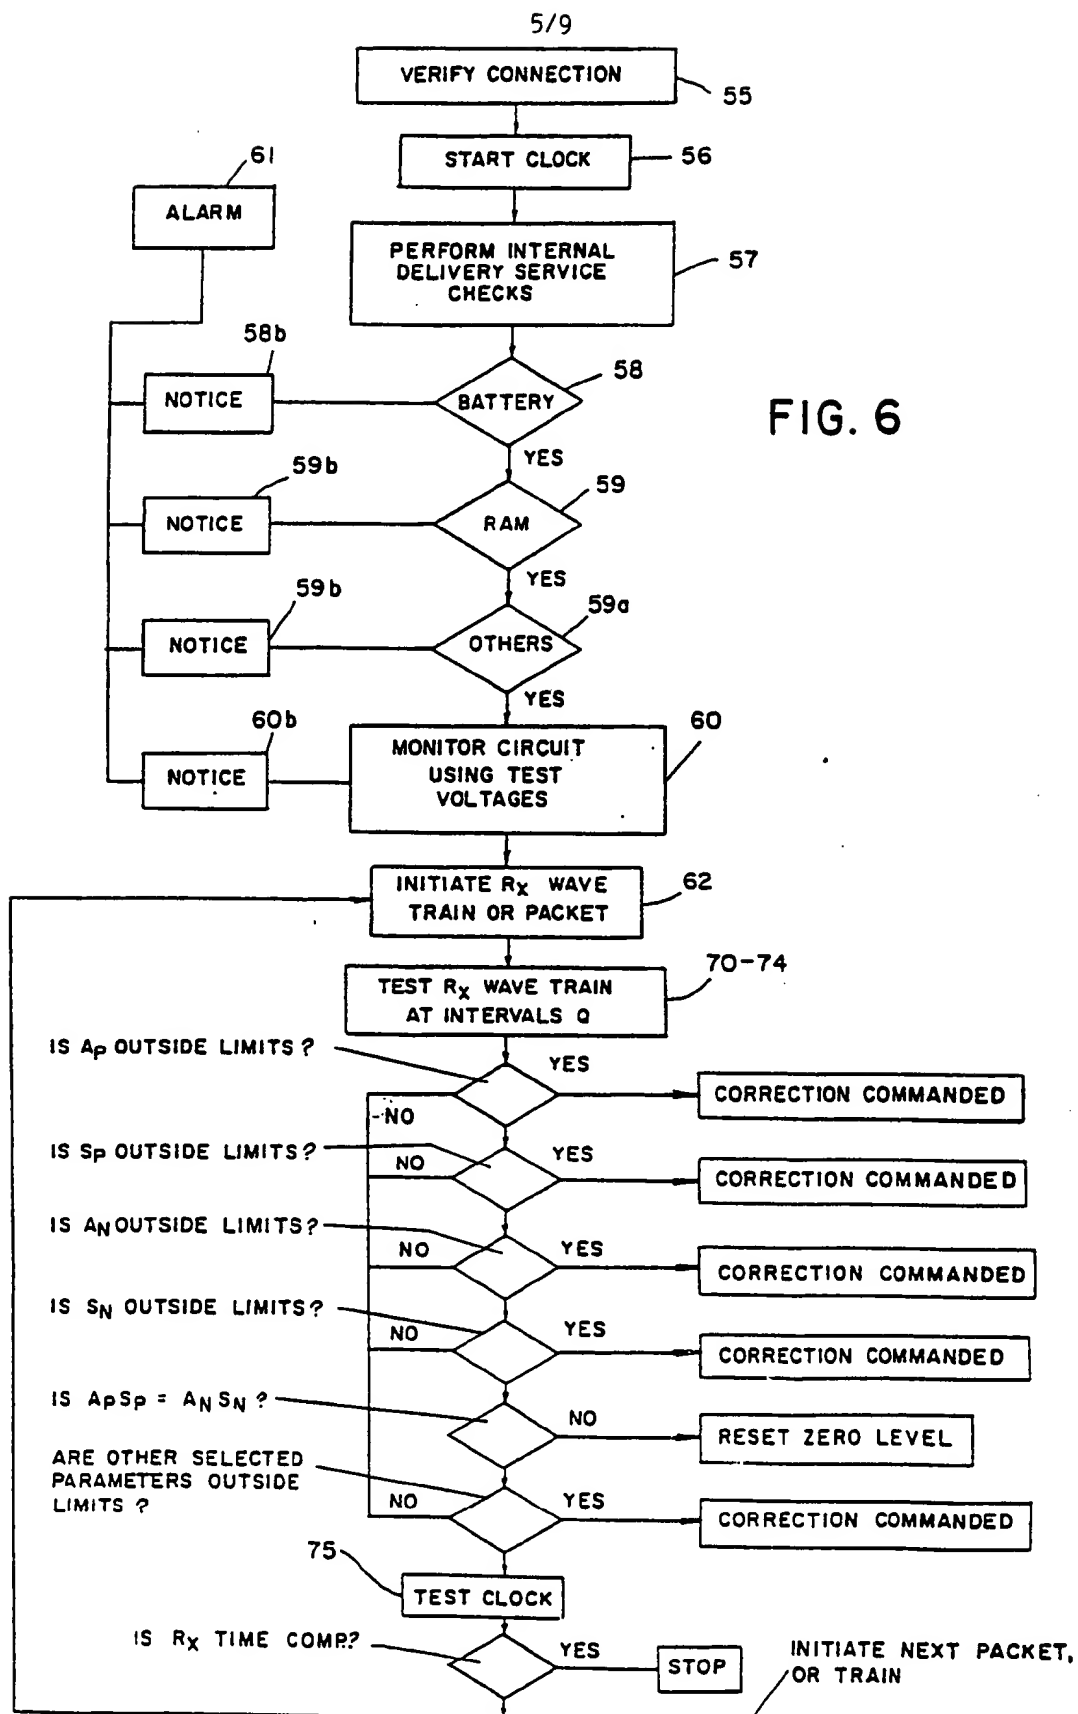 5/9
VERIFY CONNECTION
55
START CLOCK
56
61
ALARM
PERFORM INTERNAL
DELIVERY SERVICE
CHECKS
57
58b
NOTICE
58
BATTERY
FIG. 6
YES
59b
NOTICE
59
RAM
YES
59b
NOTICE
59a
OTHERS
YES
60b
NOTICE
MONITOR CIRCUIT
USING TEST
VOLTAGES
60
INITIATE Rx WAVE
TRAIN OR PACKET
62
TEST Rx WAVE TRAIN
AT INTERVALS Q
70-74
IS AP OUTSIDE LIMITS?
YES
CORRECTION COMMANDED
NO
IS SP OUTSIDE LIMITS?
NO
YES
CORRECTION COMMANDED
IS AN OUTSIDE LIMITS?
NO
YES
CORRECTION COMMANDED
IS SN OUTSIDE LIMITS?
NO
YES
CORRECTION COMMANDED
IS APSP = ANSN?
NO
RESET ZERO LEVEL
ARE OTHER SELECTED
PARAMETERS OUTSIDE
LIMITS?
NO
YES
CORRECTION COMMANDED
75
TEST CLOCK
IS Rx TIME COMP.?
YES
STOP
INITIATE NEXT PACKET,
OR TRAIN